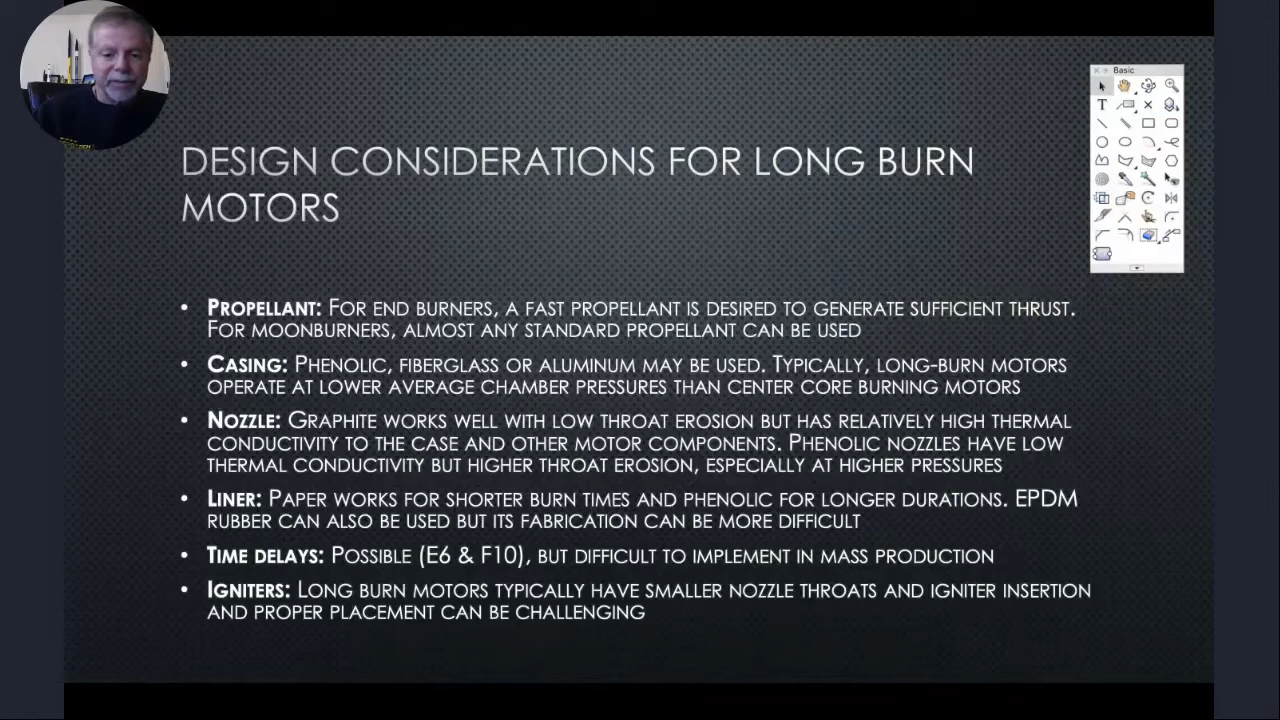 Basic
DESIGN CONSIDERATIONS FOR LONG BURN
MOTORS
• PROPELLANT: FOR END BURNERS, A FAST PROPELLANT IS DESIRED TO GENERATE SUFFICIENT THRUST.
FOR MOONBURNERS, ALMOST ANY STANDARD PROPELLANT CAN BE USED
• CASING: PHENOLIC, FIBERGLASS OR ALUMINUM MAY BE USED. TYPICALLY, LONG-BURN MOTORS
OPERATE AT LOWER AVERAGE CHAMBER PRESSURES THAN CENTER CORE BURNING MOTORS
• NOZZLE: GRAPHITE WORKS WELL WITH LOW THROAT EROSION BUT HAS RELATIVELY HIGH THERMAL
CONDUCTIVITY TO THE CASE AND OTHER MOTOR COMPONENTS. PHENOLIC NOZZLES HAVE LOW
THERMAL CONDUCTIVITY BUT HIGHER THROAT EROSION, ESPECIALLY AT HIGHER PRESSURES
• LINER: PAPER WORKS FOR SHORTER BURN TIMES AND PHENOLIC FOR LONGER DURATIONS. EPDM
RUBBER CAN ALSO BE USED BUT ITS FABRICATION CAN BE MORE DIFFICULT
• TIME DELAYS: POSSIBLE (E6 & F10), BUT DIFFICULT TO IMPLEMENT IN MASS PRODUCTION
• IGNITERS: LONG BURN MOTORS TYPICALLY HAVE SMALLER NOZZLE THROATS AND IGNITER INSERTION
AND PROPER PLACEMENT CAN BE CHALLENGING